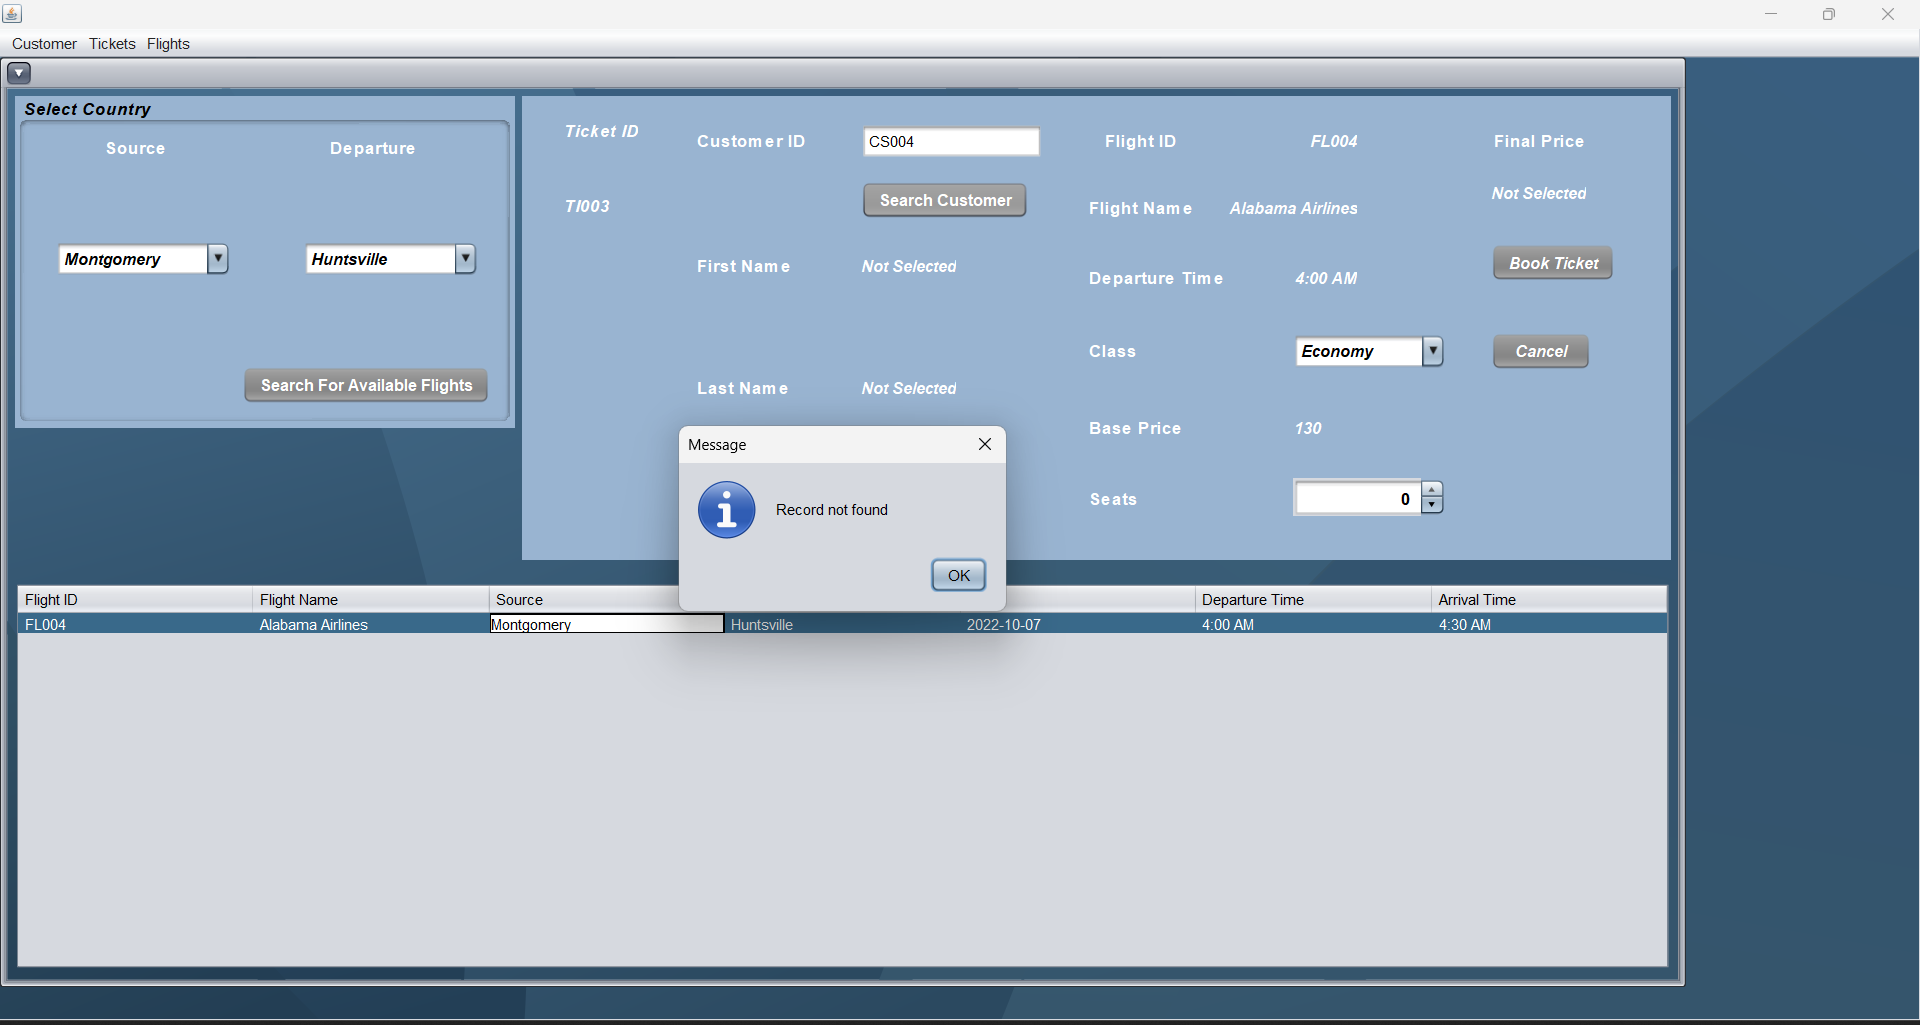 Customer Tickets Flights
Select Country
Source Departure
Montgomery Huntsville
Search For Available Flights
Ticket ID
TI003
Customer ID CS004
Search Customer
First Name Not Selected
Last Name Not Selected
Flight ID FL004
Flight Name Alabama Airlines
Departure Time 4:00 AM
Class Economy
Base Price 130
Seats 0
Final Price
Not Selected
Book Ticket
Cancel
Message
Record not found
OK
Flight ID Flight Name Source Departure Time Arrival Time
FL004 Alabama Airlines Montgomery Huntsville 2022-10-07 4:00 AM 4:30 AM